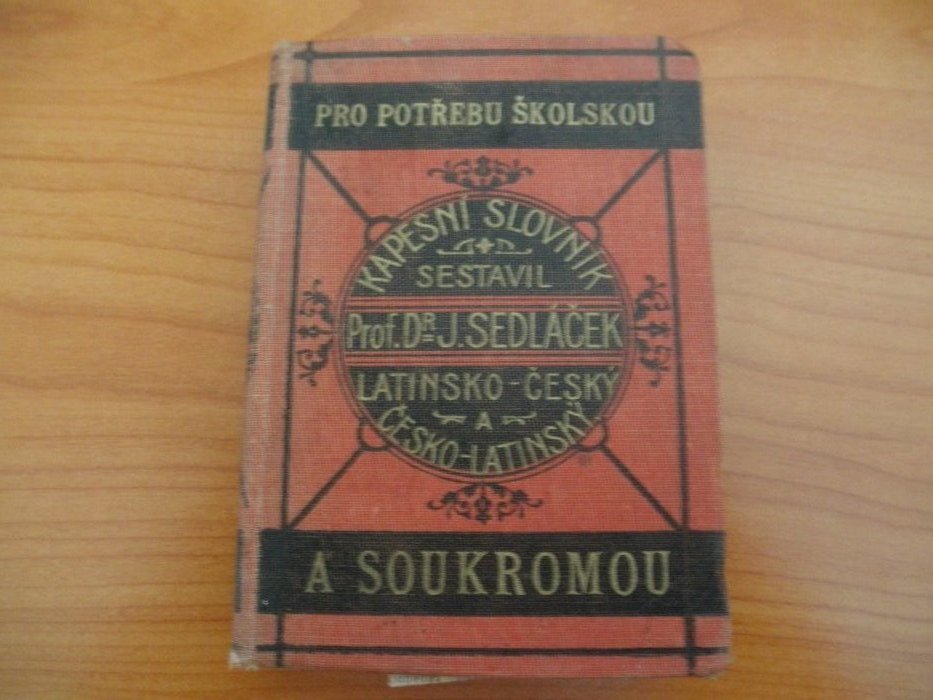 PRO POTŘEBU ŠKOLSKOU
KAPESNÍ SLOVNÍK
SESTAVIL
Prof. DR J. SEDLÁČEK
LATINSKO-ČESKÝ
A
ČESKO-LATINSKÝ
A SOUKROMOU